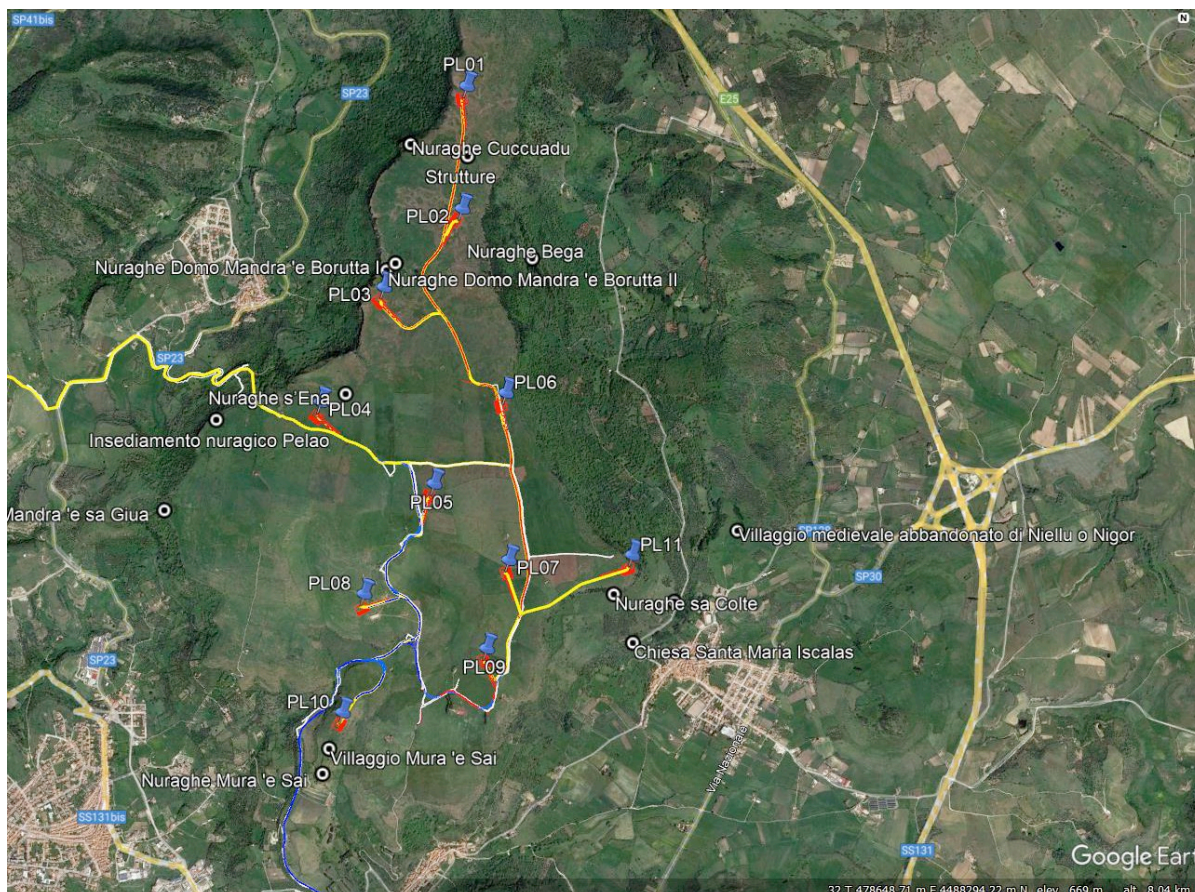 SP41bis
N
PL01
SP23
E25
Nuraghe Cuccuadu
Strutture
PL02
Nuraghe Bega
Nuraghe Domo Mandra 'e Borutta I
Nuraghe Domo Mandra 'e Borutta II
PL03
SP23
PL06
Nuraghe s'Ena
PL04
Insediamento nuragico Pelao
PL05
Mandra 'e sa Giua
Villaggio medievale abbandonato di Niellu o Nigor
PL11
PL07
SP30
PL08
Nuraghe sa Colte
Chiesa Santa Maria Iscalas
SP23
PL09
PL10
Villaggio Mura 'e Sai
Nuraghe Mura 'e Sai
Via Nazionale
SS131bis
SS131
Google Eart
32 T 478648.71 m E 4488294.22 m N elev 669 m alt 8.04 km